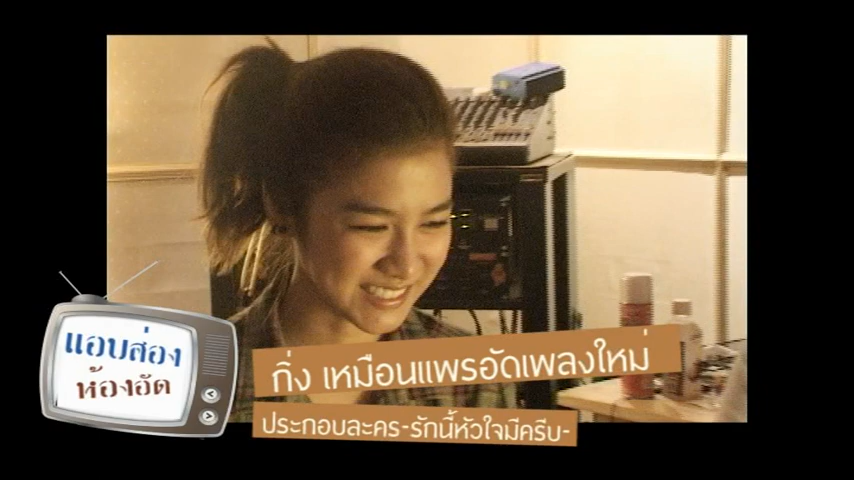 แอบส่อง
ห้องอัด
กิ่ง เหมือนแพรอัดเพลงใหม่
ประกอบละคร-รักนี้หัวใจมีครีบ-